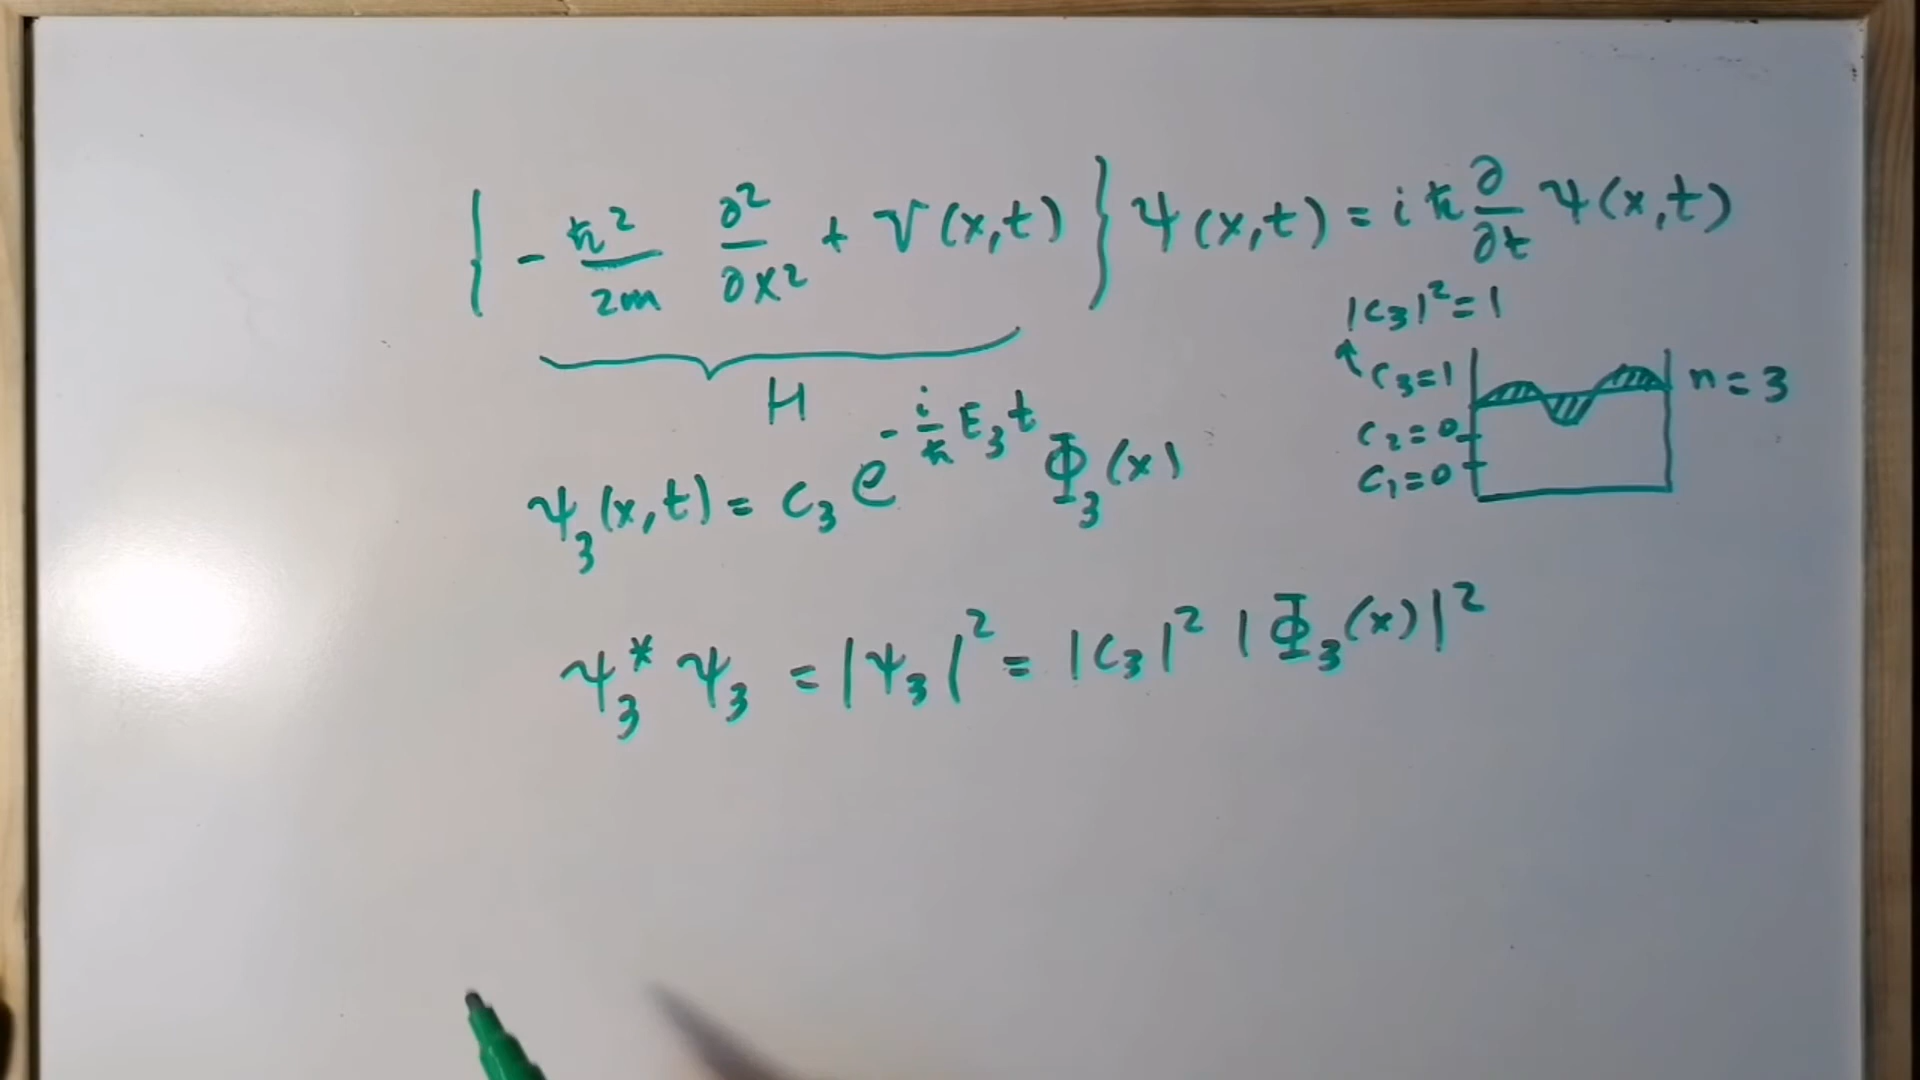 { - ℏ²/2m ∂²/∂x² + V(x,t) } Ψ(x,t) = iℏ ∂/∂t Ψ(x,t)
H
|c₃|² = 1
c₃=1
n = 3
c₂=0
c₁=0
Ψ₃(x,t) = c₃ e^{-i/ℏ E₃t} Φ₃(x)
Ψ₃* Ψ₃ = |Ψ₃|² = |c₃|² |Φ₃(x)|²